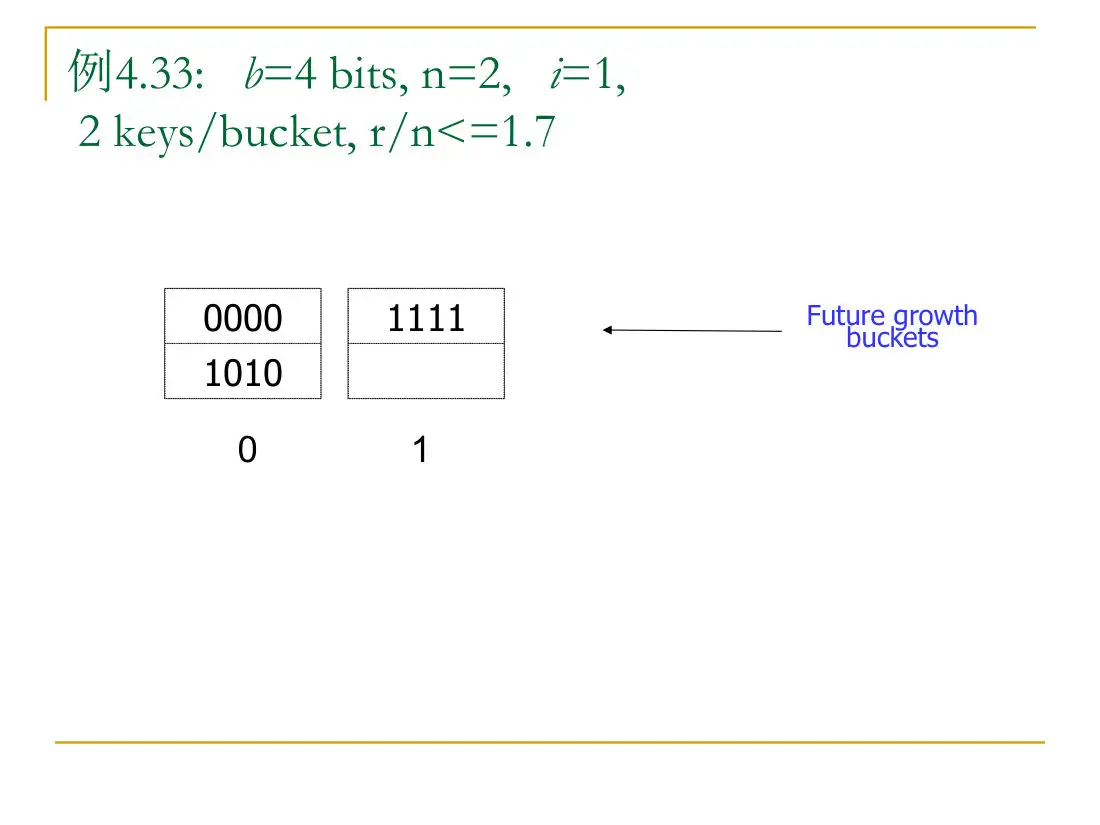 例4.33: b=4 bits, n=2, i=1,
2 keys/bucket, r/n<=1.7
0000
1111
1010
0
1
Future growth
buckets